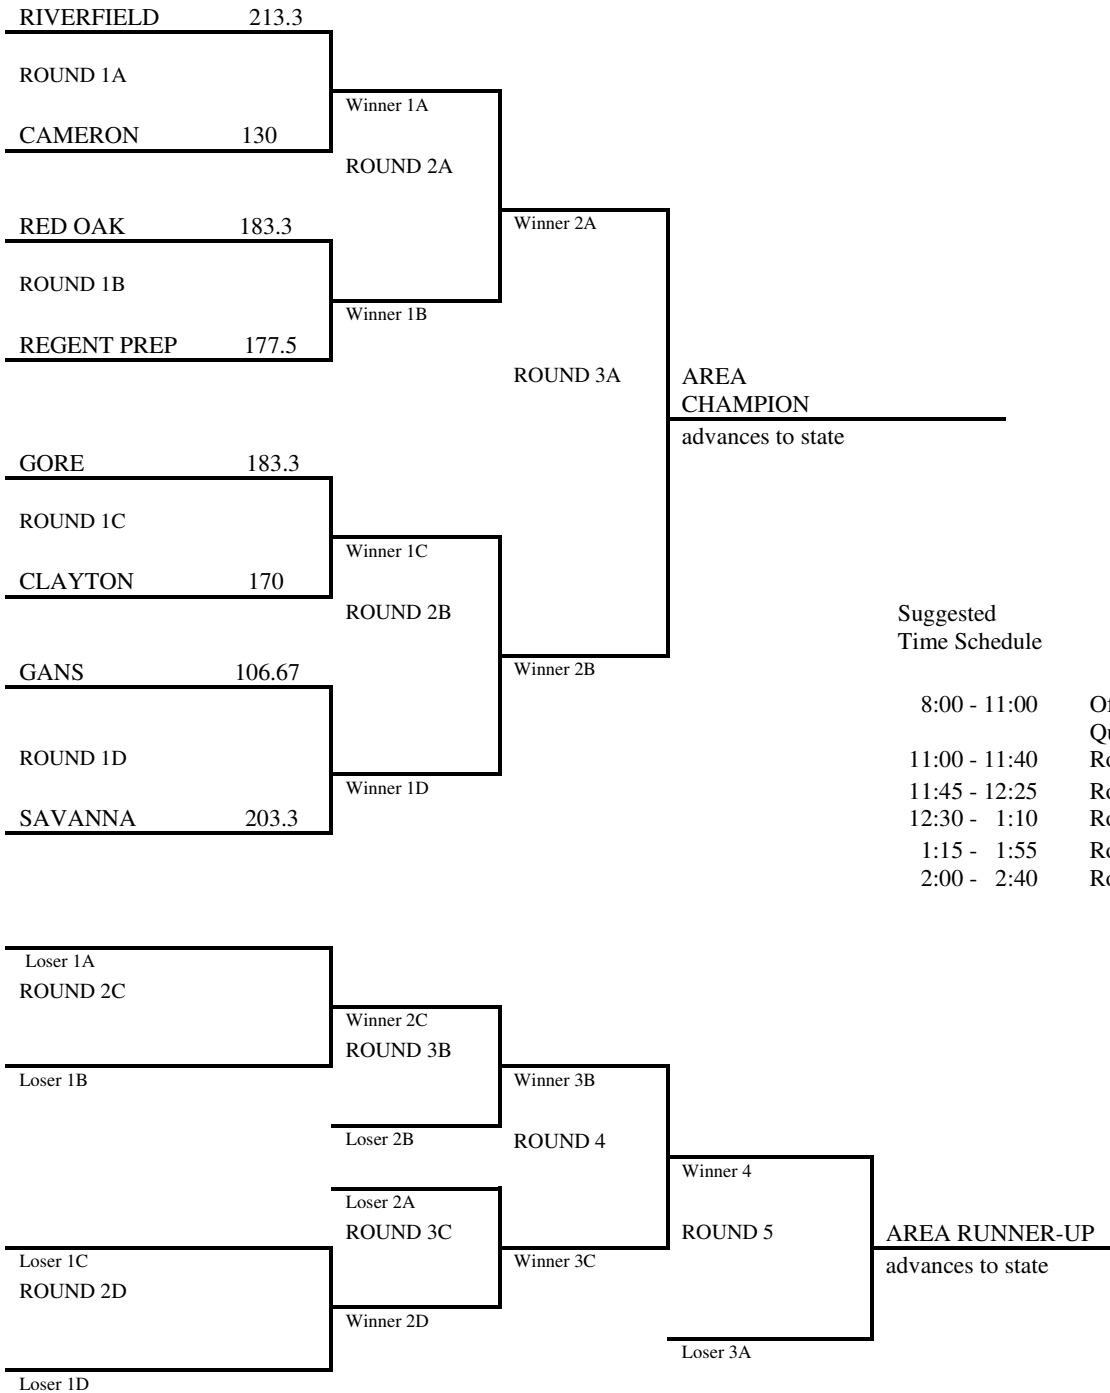 RIVERFIELD 213.3
ROUND 1A
Winner 1A
CAMERON 130
ROUND 2A
RED OAK 183.3
Winner 2A
ROUND 1B
Winner 1B
REGENT PREP 177.5
ROUND 3A
AREA
CHAMPION
advances to state
GORE 183.3
ROUND 1C
Winner 1C
CLAYTON 170
ROUND 2B
GANS 106.67
Winner 2B
ROUND 1D
Winner 1D
SAVANNA 203.3
Suggested
Time Schedule
8:00 - 11:00
11:00 - 11:40
11:45 - 12:25
12:30 - 1:10
1:15 - 1:55
2:00 - 2:40
Loser 1A
ROUND 2C
Winner 2C
ROUND 3B
Loser 1B
Winner 3B
Loser 2B
ROUND 4
Winner 4
Loser 2A
ROUND 3C
ROUND 5
AREA RUNNER-UP
advances to state
Loser 1C
Winner 3C
ROUND 2D
Winner 2D
Loser 3A
Loser 1D